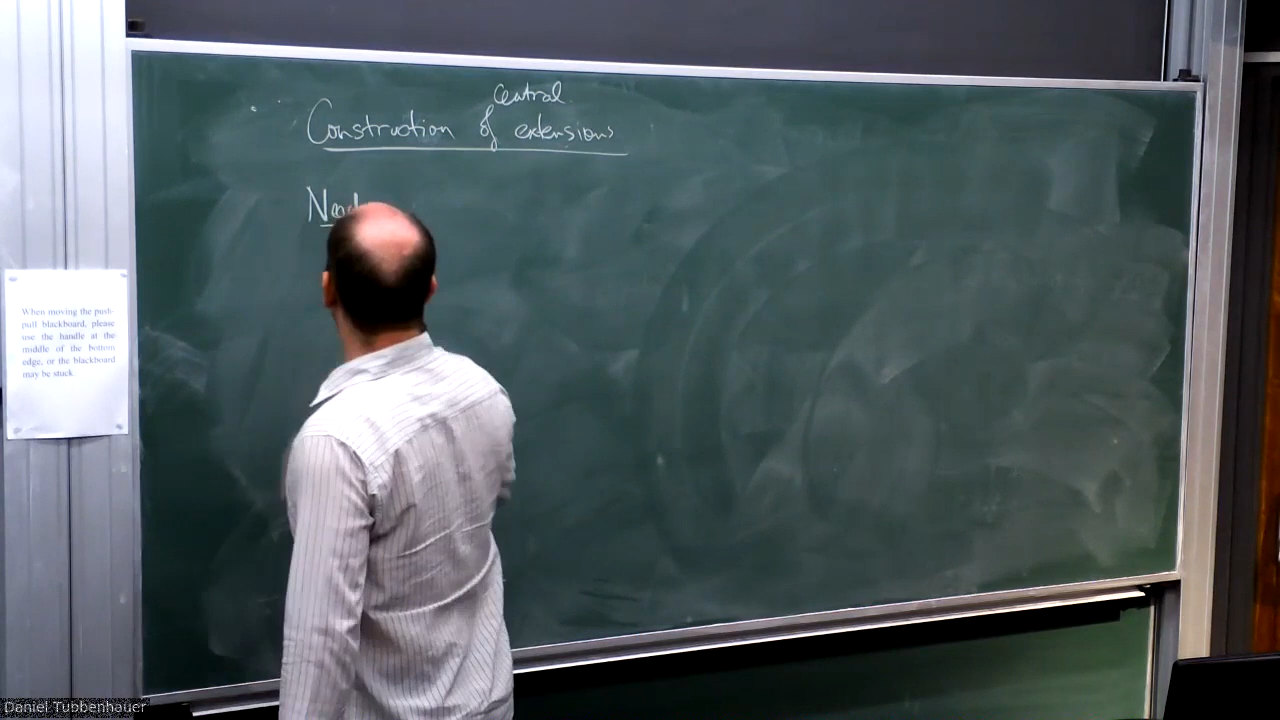 central
Construction of extensions
When moving the push-
pull blackboard, please
use the handle at the
middle of the bottom
edge, or the blackboard
may be stuck.
Daniel Tubbenhauer